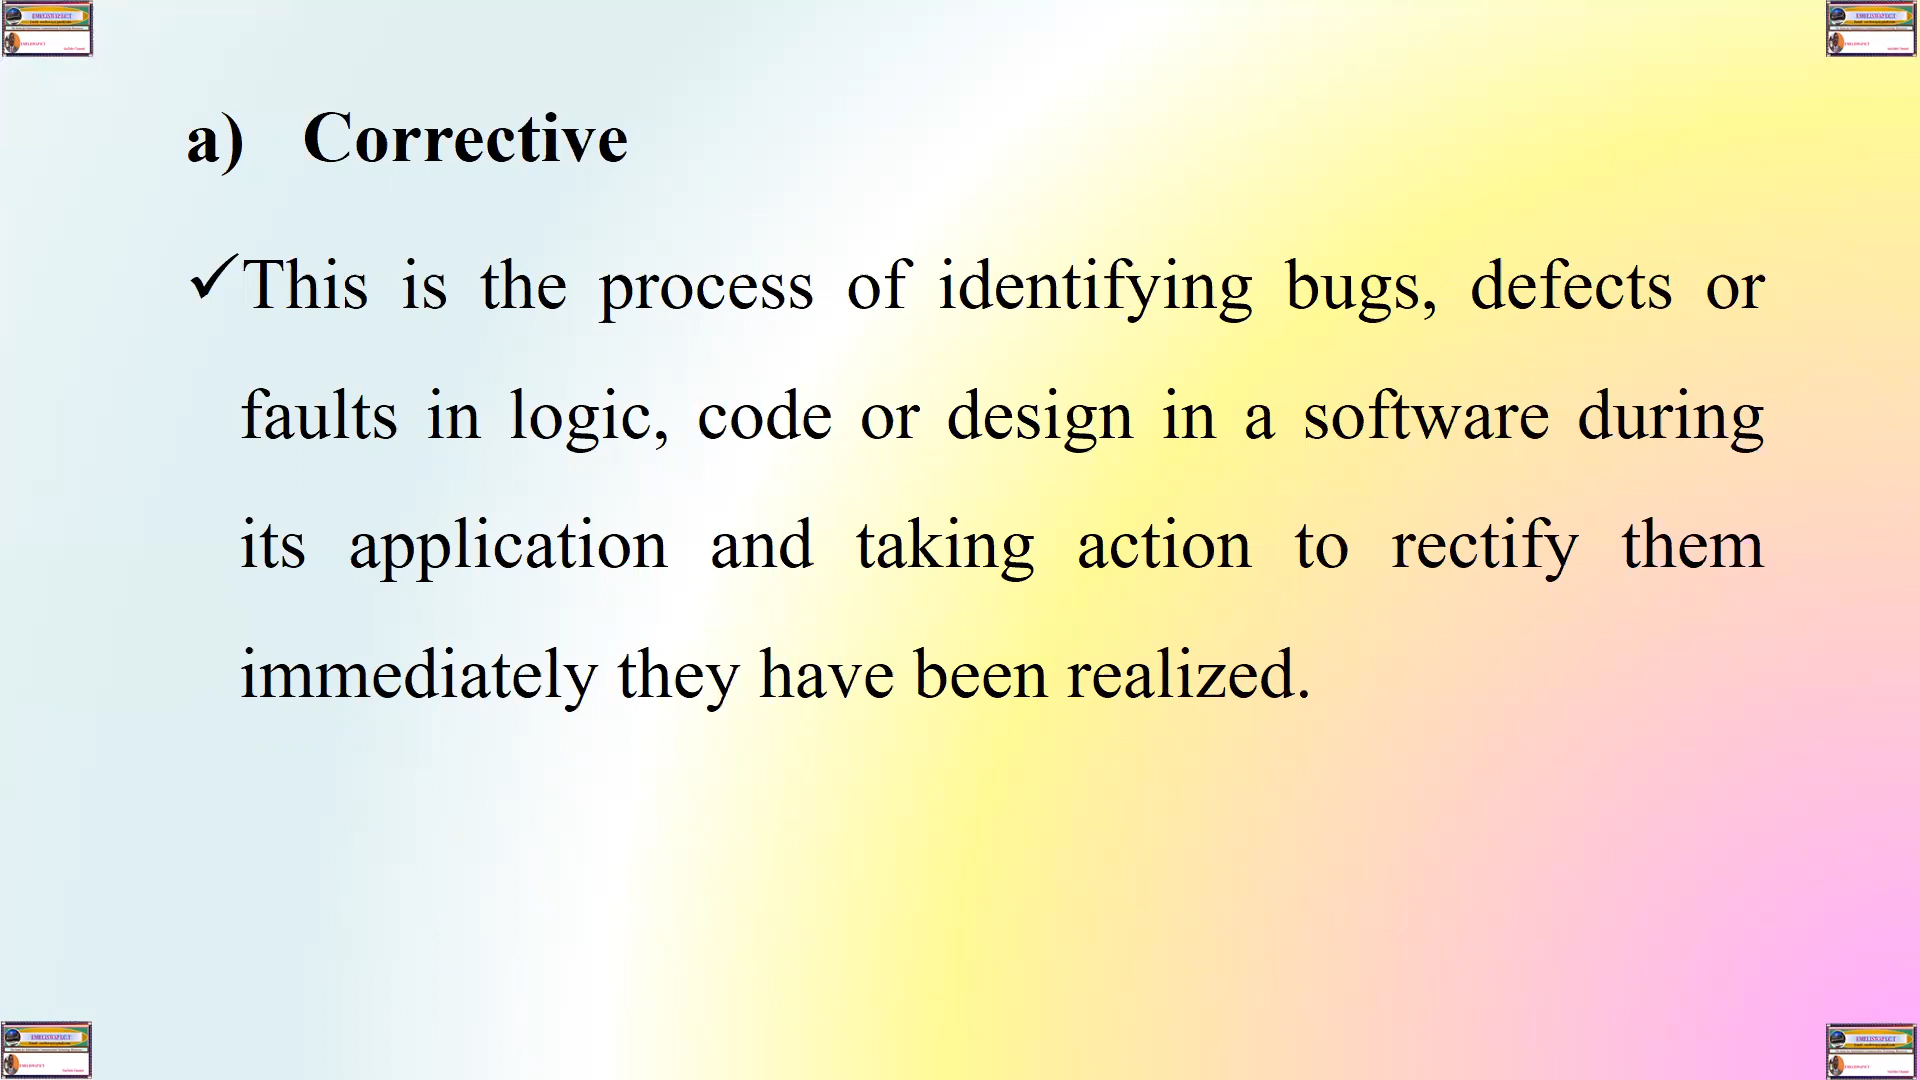 a) Corrective
✓This is the process of identifying bugs, defects or
faults in logic, code or design in a software during
its application and taking action to rectify them
immediately they have been realized.